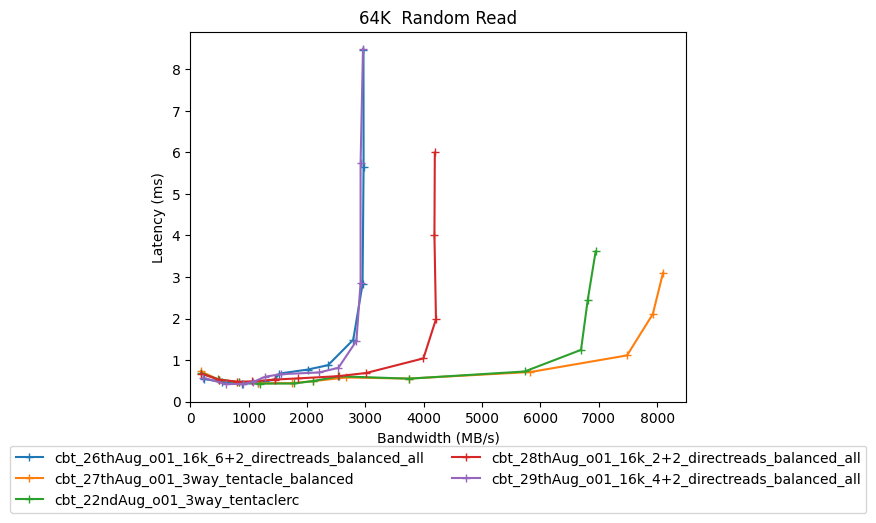 64K  Random Read
8
7
6
5
4
3
2
1
0
Latency (ms)
0 1000 2000 3000 4000 5000 6000 7000 8000
Bandwidth (MB/s)
cbt_26thAug_o01_16k_6+2_directreads_balanced_all
cbt_27thAug_o01_3way_tentacle_balanced
cbt_22ndAug_o01_3way_tentaclerc
cbt_28thAug_o01_16k_2+2_directreads_balanced_all
cbt_29thAug_o01_16k_4+2_directreads_balanced_all